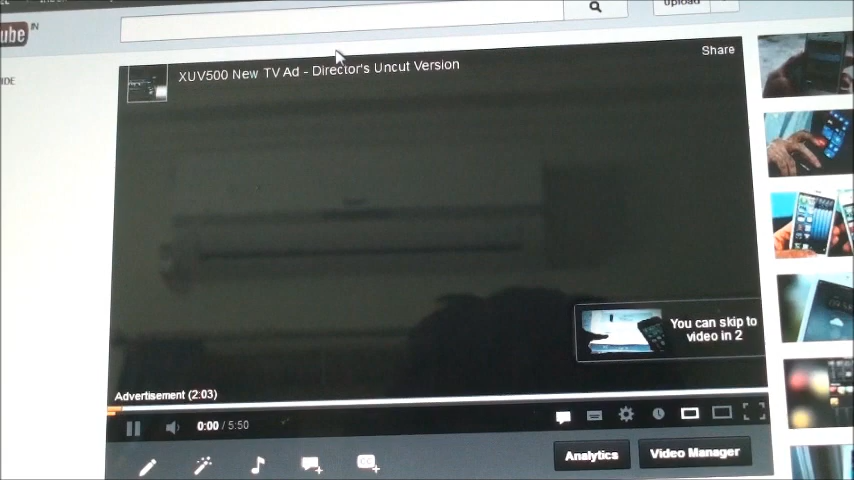 IN
upload
XUV500 New TV Ad - Director's Uncut Version
Share
You can skip to
video in 2
Advertisement (2:03)
0:00 / 5:50
CC
Analytics
Video Manager